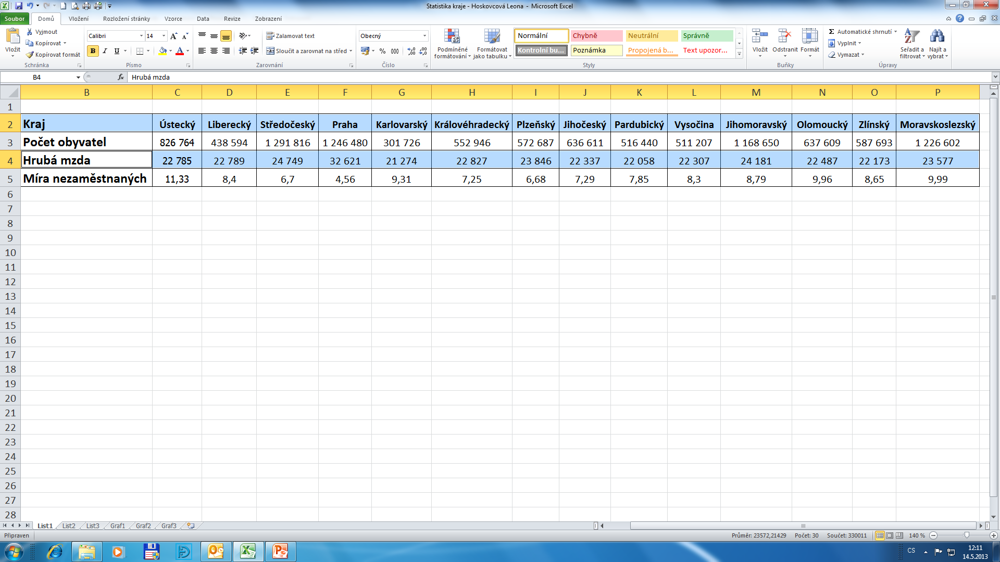 Statistika kraje - Hoskovcová Leona - Microsoft Excel
Soubor Domů Vložení Rozložení stránky Vzorce Data Revize Zobrazení
Vložit
Vyjmout
Kopírovat
Kopírovat formát
Schránka
Calibri 14
B I U
Písmo
Zalamovat text
Sloučit a zarovnat na střed
Zarovnání
Obecný
% 000
Číslo
Podmíněné formátování
Formátovat jako tabulku
Normální Chybně Neutrální Správně
Kontrolní bu... Poznámka Propojená b... Text upozor...
Styly
Vložit Odstranit Formát
Buňky
Σ Automatické shrnutí
Vyplnit
Vymazat
Seřadit a filtrovat
Najít a vybrat
Úpravy
B4 fx Hrubá mzda
B C D E F G H I J K L M N O P
1
2 Kraj Ústecký Liberecký Středočeský Praha Karlovarský Královéhradecký Plzeňský Jihočeský Pardubický Vysočina Jihomoravský Olomoucký Zlínský Moravskoslezský
3 Počet obyvatel 826 764 438 594 1 291 816 1 246 480 301 726 552 946 572 687 636 611 516 440 511 207 1 168 650 637 609 587 693 1 226 602
4 Hrubá mzda 22 785 22 789 24 749 32 621 21 274 22 827 23 846 22 337 22 058 22 307 24 181 22 487 22 173 23 577
5 Míra nezaměstnaných 11,33 8,4 6,7 4,56 9,31 7,25 6,68 7,29 7,85 8,3 8,79 9,96 8,65 9,99
6
7
8
9
10
11
12
13
14
15
16
17
18
19
20
21
22
23
24
25
26
27
28
List1 List2 List3 Graf1 Graf2 Graf3
Připraven Průměr: 23572,21429 Počet: 30 Součet: 330011 140 %
CS 12:11
14.5.2013